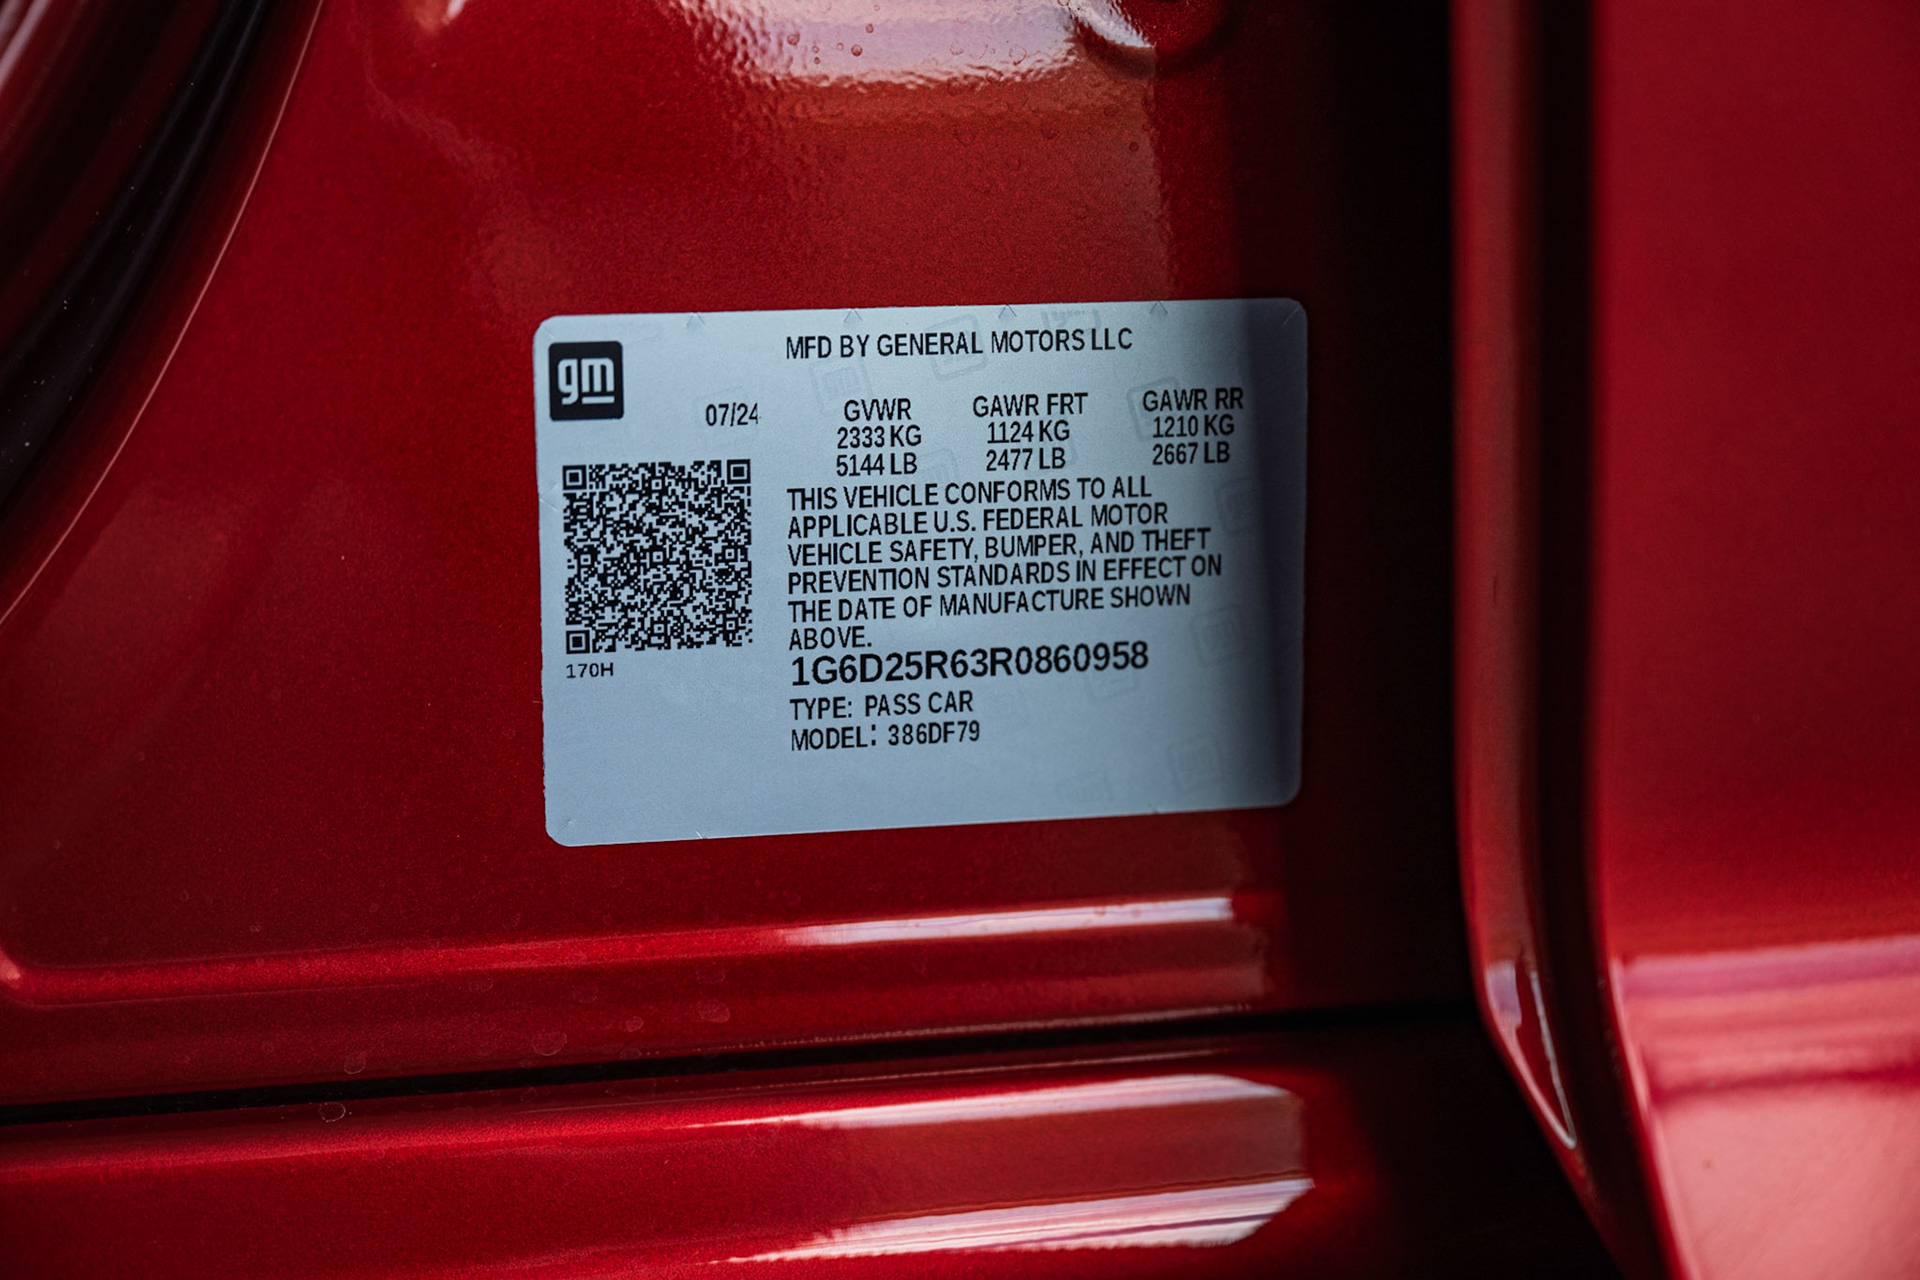 gm
MFD BY GENERAL MOTORS LLC
07/24
GVWR GAWR FRT GAWR RR
2333 KG 1124 KG 1210 KG
5144 LB 2477 LB 2667 LB
THIS VEHICLE CONFORMS TO ALL
APPLICABLE U.S. FEDERAL MOTOR
VEHICLE SAFETY, BUMPER, AND THEFT
PREVENTION STANDARDS IN EFFECT ON
THE DATE OF MANUFACTURE SHOWN
ABOVE.
170H
1G6D25R63R0860958
TYPE: PASS CAR
MODEL: 386DF79